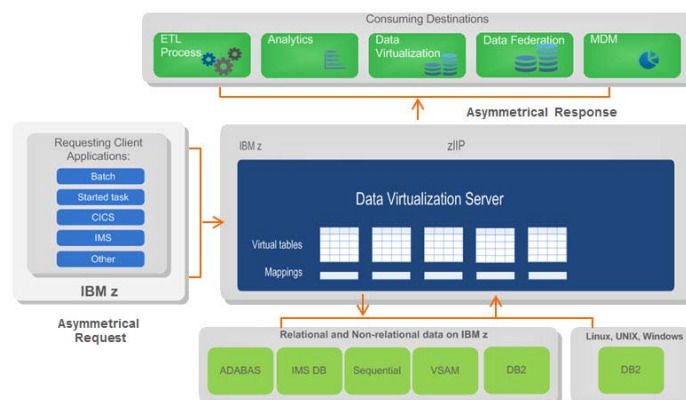 Consuming Destinations
ETL
Process
Analytics
Data
Virtualization
Data Federation
MDM
Asymmetrical Response
Requesting Client
Applications:
Batch
Started task
CICS
IMS
Other
IBM z
Asymmetrical
Request
IBM z
zIIP
Data Virtualization Server
Virtual tables
Mappings
Relational and Non-relational data on IBM z
ADABAS
IMS DB
Sequential
VSAM
DB2
Linux, UNIX, Windows
DB2